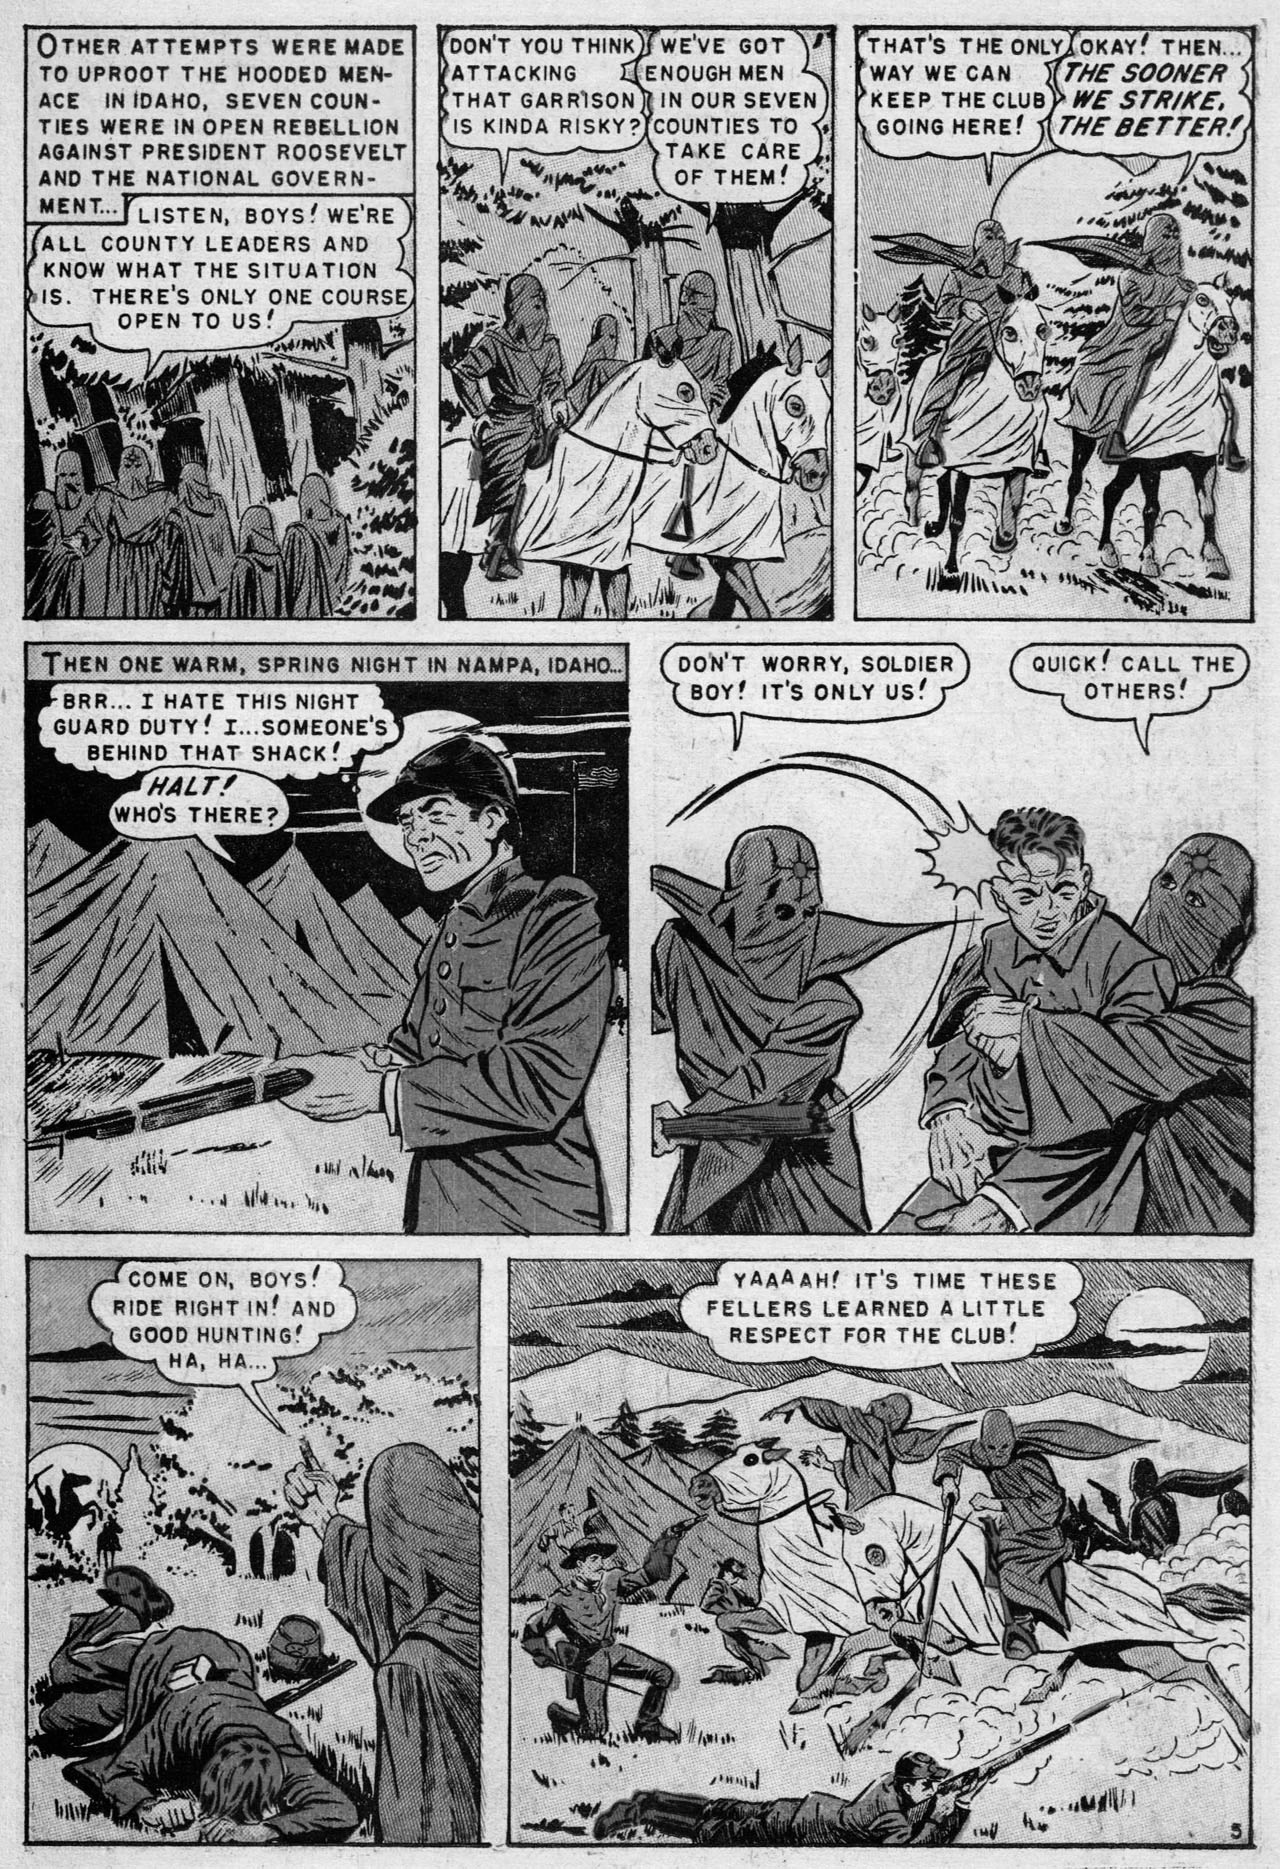 OTHER ATTEMPTS WERE MADE
TO UPROOT THE HOODED MEN-
ACE IN IDAHO, SEVEN COUN-
TIES WERE IN OPEN REBELLION
AGAINST PRESIDENT ROOSEVELT
AND THE NATIONAL GOVERN-
MENT...
LISTEN, BOYS! WE'RE
ALL COUNTY LEADERS AND
KNOW WHAT THE SITUATION
IS. THERE'S ONLY ONE COURSE
OPEN TO US!
DON'T YOU THINK
ATTACKING
THAT GARRISON
IS KINDA RISKY?
WE'VE GOT
ENOUGH MEN
IN OUR SEVEN
COUNTIES TO
TAKE CARE
OF THEM!
THAT'S THE ONLY
WAY WE CAN
KEEP THE CLUB
GOING HERE!
OKAY! THEN...
THE SOONER
WE STRIKE,
THE BETTER!
THEN ONE WARM, SPRING NIGHT IN NAMPA, IDAHO...
BRR... I HATE THIS NIGHT
GUARD DUTY! I...SOMEONE'S
BEHIND THAT SHACK!
HALT!
WHO'S THERE?
DON'T WORRY, SOLDIER
BOY! IT'S ONLY US!
QUICK! CALL THE
OTHERS!
COME ON, BOYS!
RIDE RIGHT IN! AND
GOOD HUNTING!
HA, HA...
YAAAAH! IT'S TIME THESE
FELLERS LEARNED A LITTLE
RESPECT FOR THE CLUB!
5